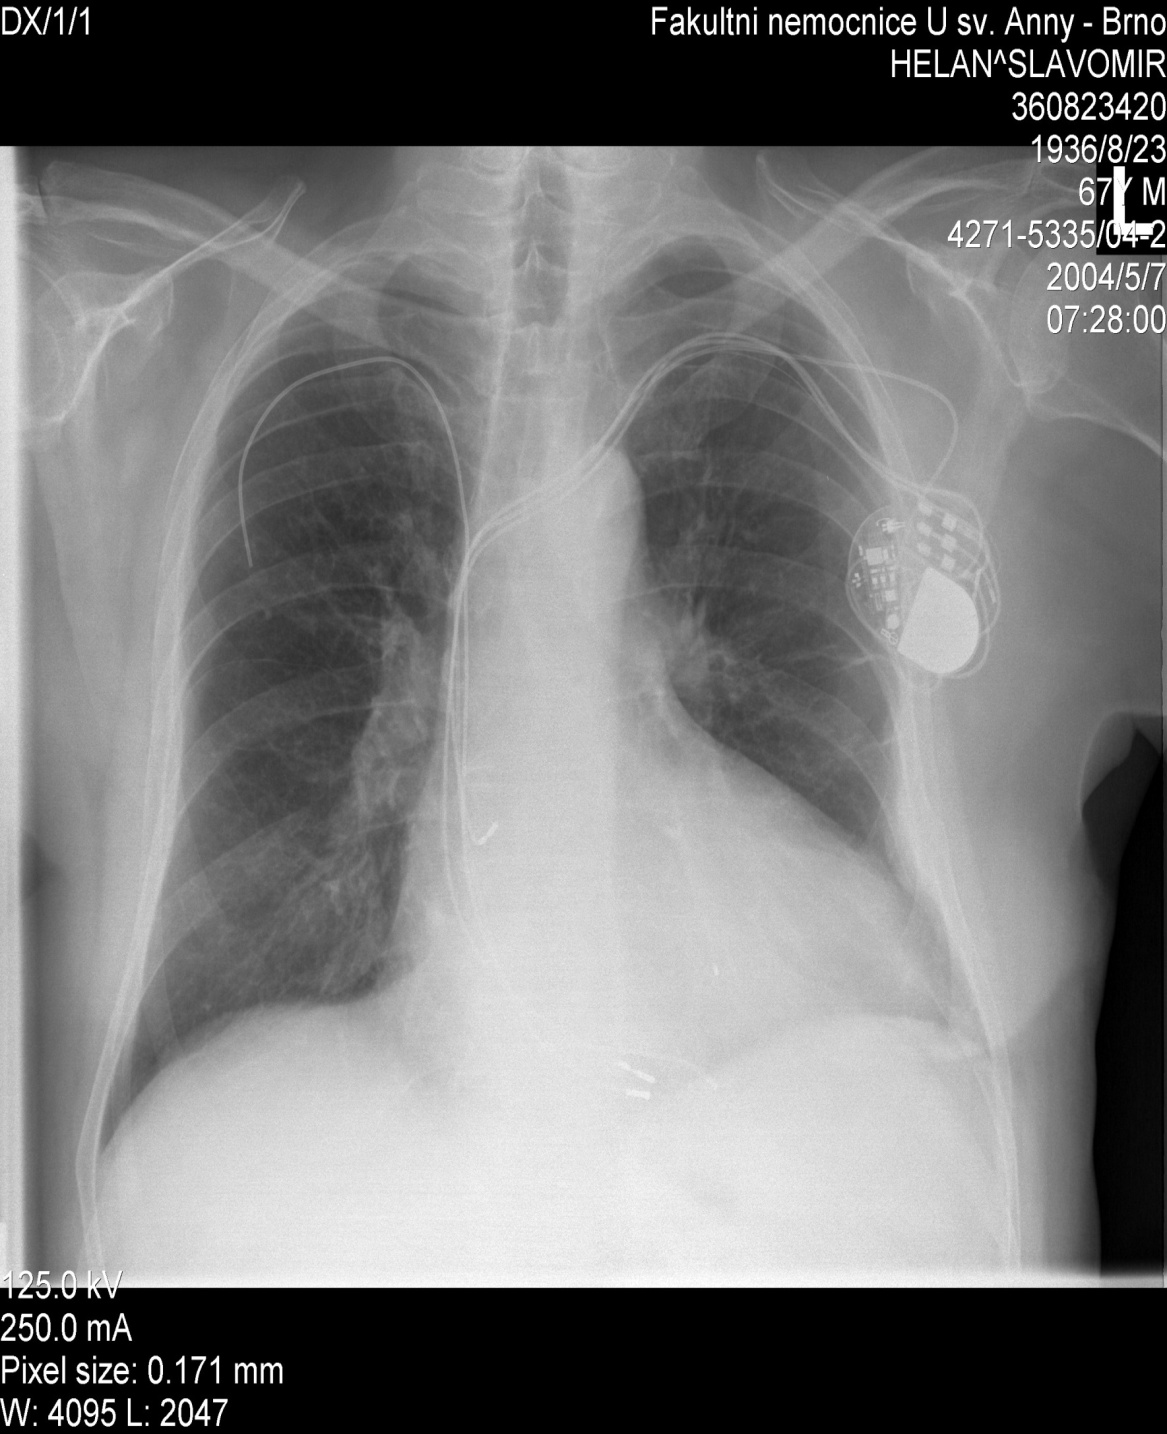 DX/1/1
Fakultni nemocnice U sv. Anny - Brno
HELAN^SLAVOMIR
360823420
1936/8/23
67Y M
L
4271-5335/04-2
2004/5/7
07:28:00
125.0 kV
250.0 mA
Pixel size: 0.171 mm
W: 4095 L: 2047